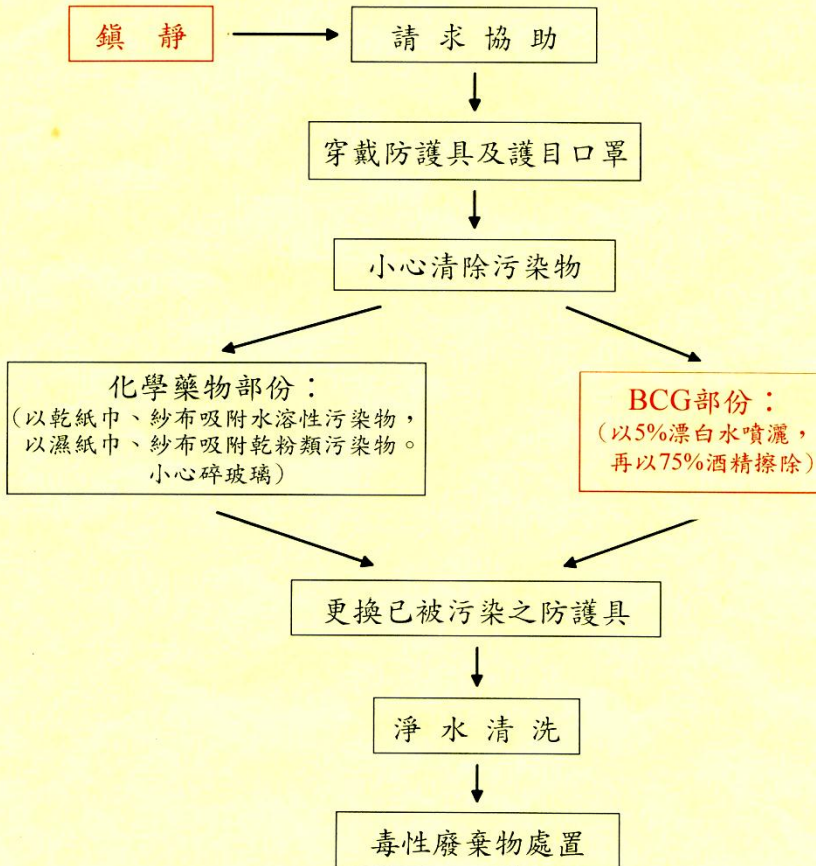 鎮 靜
請 求 協 助
穿戴防護具及護目口罩
小心清除污染物
化學藥物部份：
（以乾紙巾、紗布吸附水溶性污染物，
以濕紙巾、紗布吸附乾粉類污染物。
小心碎玻璃）
BCG部份：
（以5%漂白水噴灑，
再以75%酒精擦除）
更換已被污染之防護具
淨 水 清 洗
毒性廢棄物處置